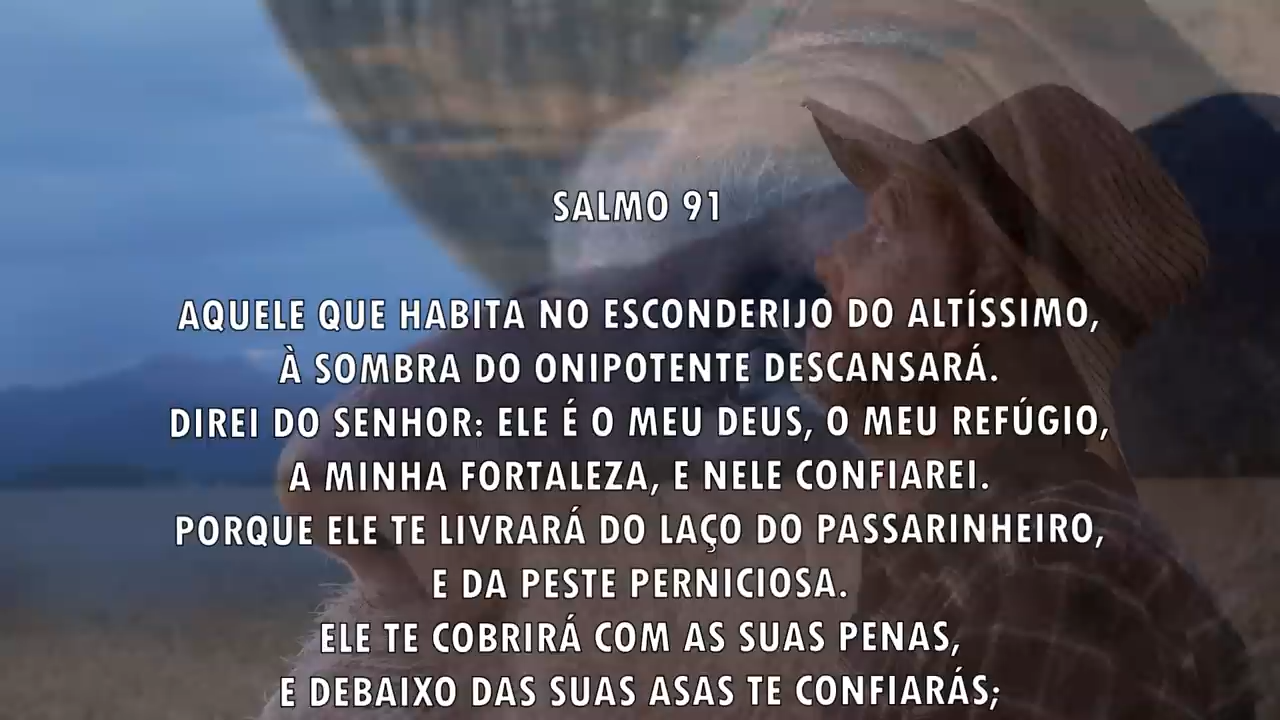 SALMO 91
AQUELE QUE HABITA NO ESCONDERIJO DO ALTÍSSIMO,
À SOMBRA DO ONIPOTENTE DESCANSARÁ.
DIREI DO SENHOR: ELE É O MEU DEUS, O MEU REFÚGIO,
A MINHA FORTALEZA, E NELE CONFIAREI.
PORQUE ELE TE LIVRARÁ DO LAÇO DO PASSARINHEIRO,
E DA PESTE PERNICIOSA.
ELE TE COBRIRÁ COM AS SUAS PENAS,
E DEBAIXO DAS SUAS ASAS TE CONFIARÁS;